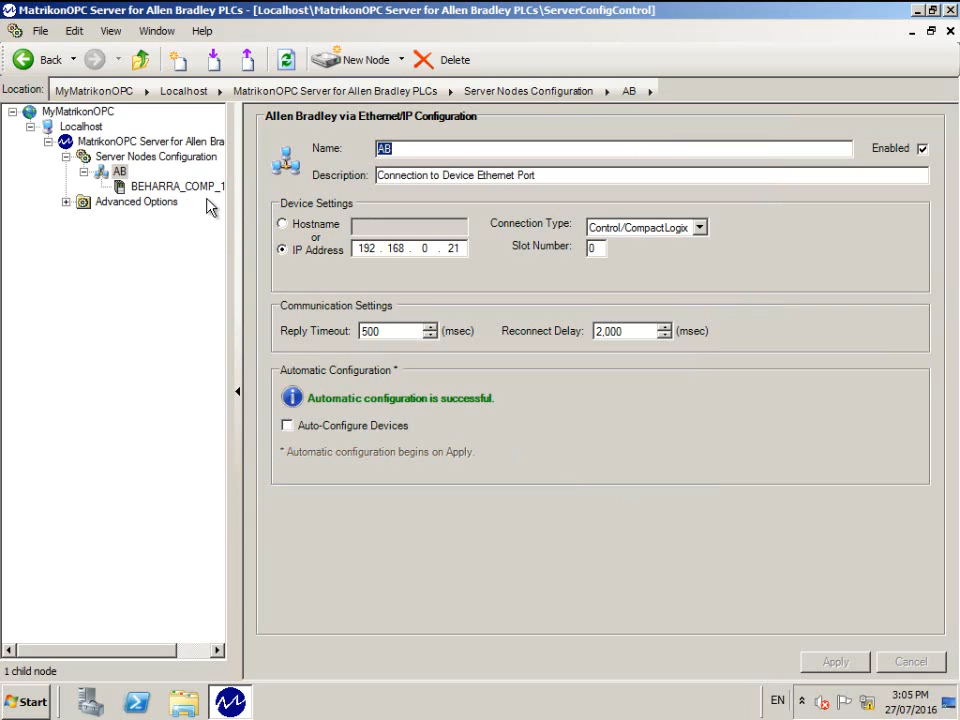 MatrikonOPC Server for Allen Bradley PLCs - [Localhost\MatrikonOPC Server for Allen Bradley PLCs\ServerConfigControl]
File Edit View Window Help
Back New Node Delete
Location: MyMatrikonOPC Localhost MatrikonOPC Server for Allen Bradley PLCs Server Nodes Configuration AB
MyMatrikonOPC
Localhost
MatrikonOPC Server for Allen Bra
Server Nodes Configuration
AB
BEHARRA_COMP_1
Advanced Options
Allen Bradley via Ethernet/IP Configuration
Name: AB Enabled
Description: Connection to Device Ethernet Port
Device Settings
Hostname
or
IP Address 192 . 168 . 0 . 21
Connection Type: Control/CompactLogix
Slot Number: 0
Communication Settings
Reply Timeout: 500 (msec) Reconnect Delay: 2,000 (msec)
Automatic Configuration *
Automatic configuration is successful.
Auto-Configure Devices
* Automatic configuration begins on Apply.
Apply Cancel
1 child node
Start EN 3:05 PM
27/07/2016